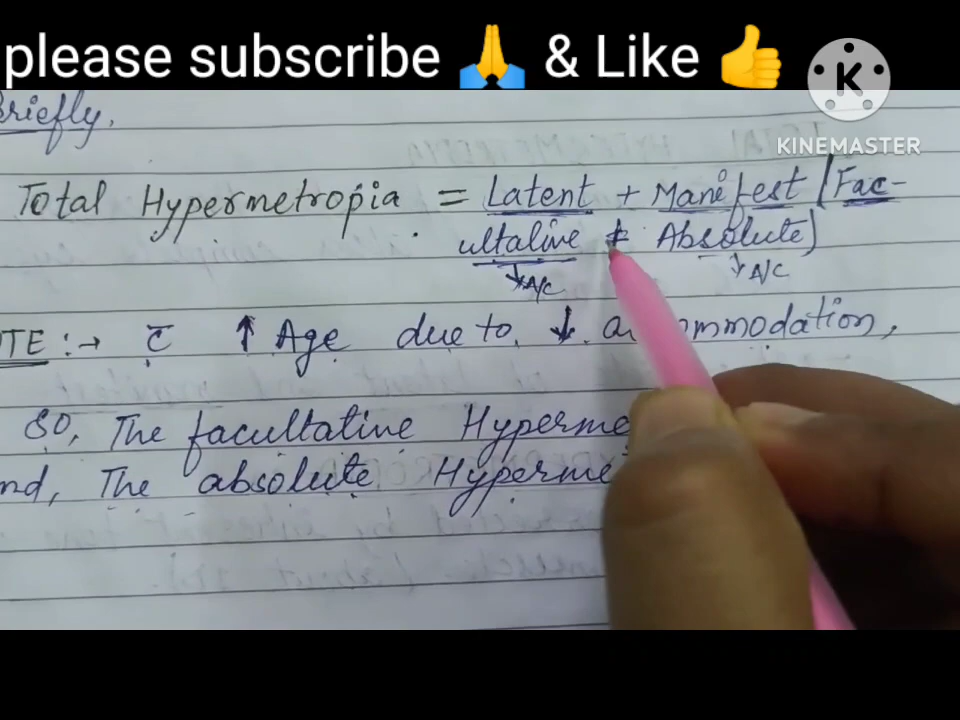 please subscribe 🙏 & Like 👍
K
KINEMASTER
Briefly.
Total Hypermetropia = Latent + Manifest (Fac-
ultative + Absolute)
↓ A/C ↓ A/C
OTE :→ c̄ ↑ Age due to ↓ accommodation,
SO, The facultative Hyperme
nd, The absolute Hyperme